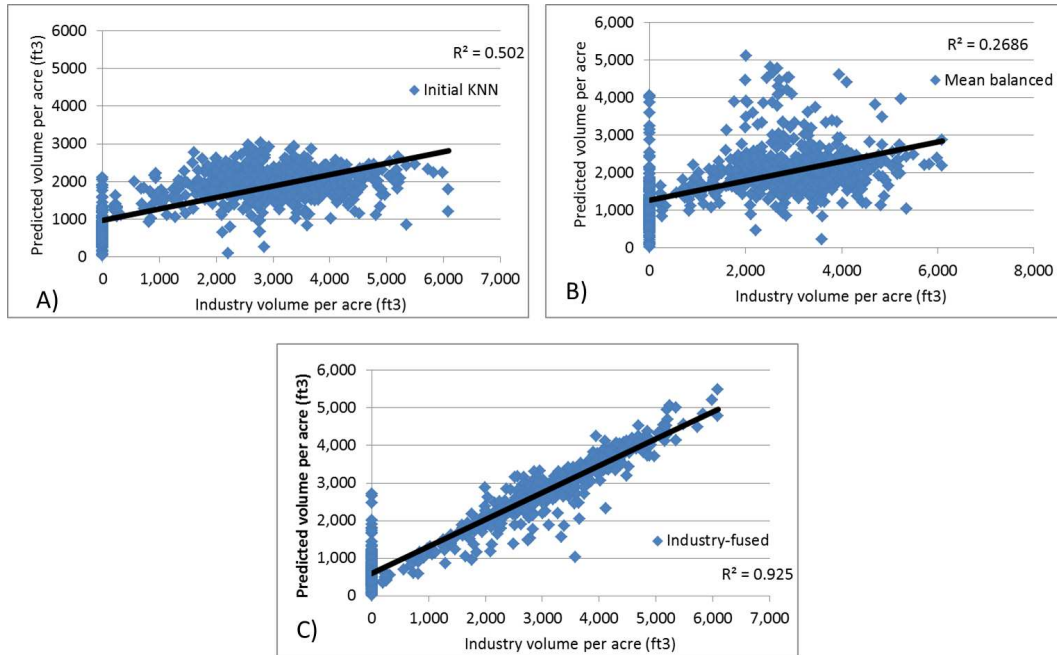 6000
5000
4000
3000
2000
1000
0
Predicted volume per acre (ft3)
R² = 0.502
Initial KNN
0 1,000 2,000 3,000 4,000 5,000 6,000 7,000
Industry volume per acre (ft3)
A)
6,000
5,000
4,000
3,000
2,000
1,000
0
Predicted volume per acre (ft3)
R² = 0.2686
Mean balanced
0 2,000 4,000 6,000 8,000
Industry volume per acre (ft3)
B)
6,000
5,000
4,000
3,000
2,000
1,000
0
Predicted volume per acre (ft3)
Industry-fused
R² = 0.925
0 1,000 2,000 3,000 4,000 5,000 6,000 7,000
Industry volume per acre (ft3)
C)